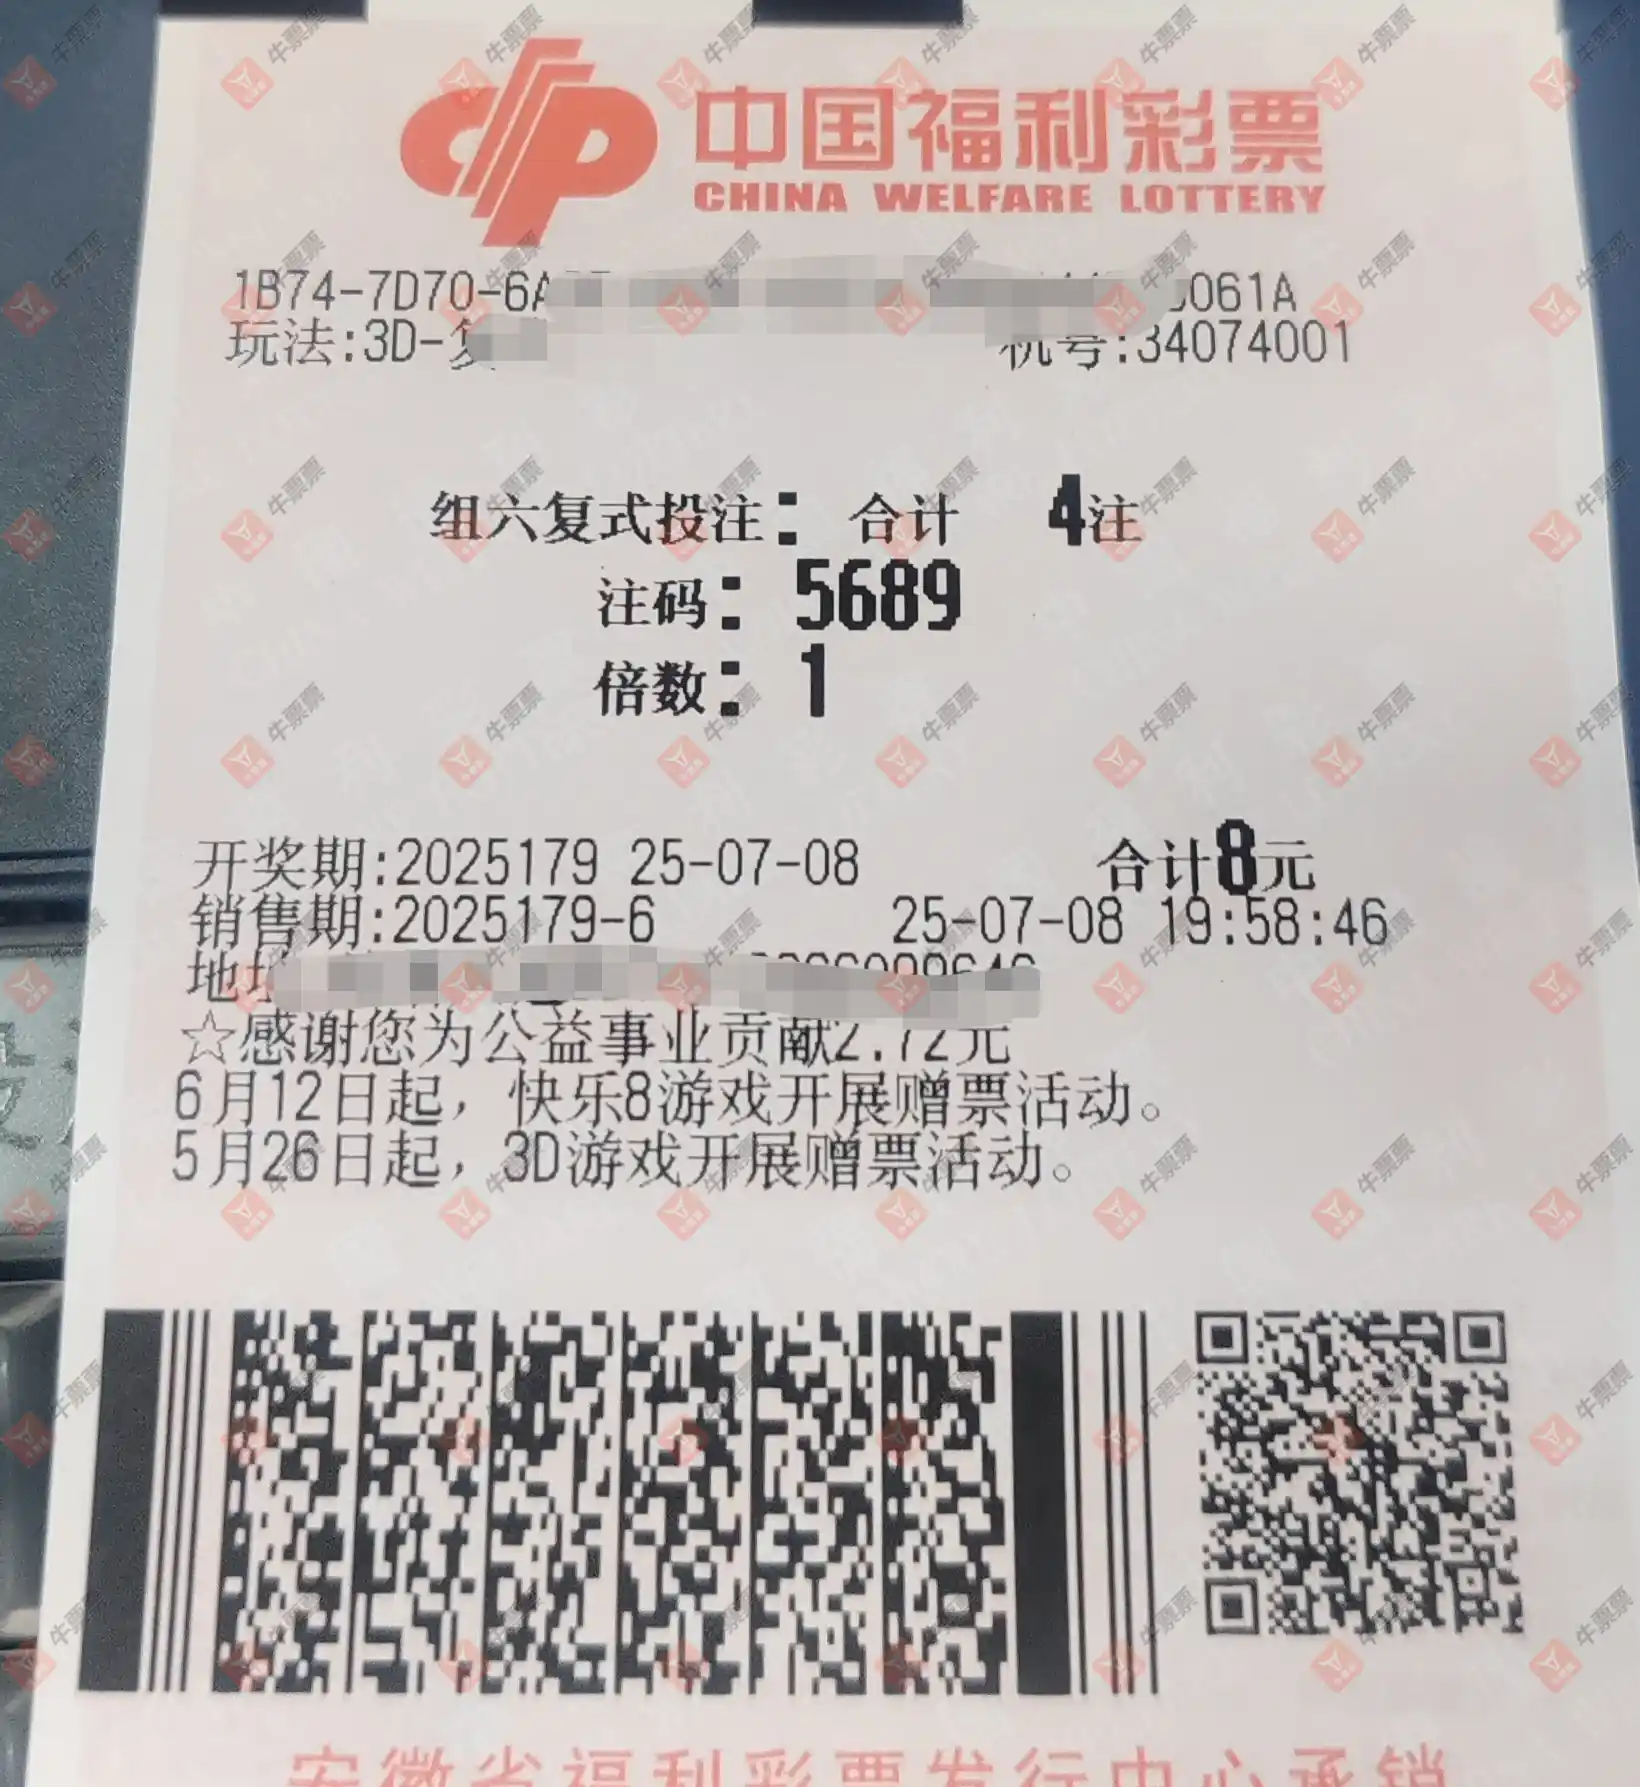 中国福利彩票
CHINA WELFARE LOTTERY
1B74-7D70-6A 061A
玩法:3D- 机号:34074001
组六复式投注: 合计 4注
注码: 5689
倍数: 1
开奖期:2025179 25-07-08 合计8元
销售期:2025179-6 25-07-08 19:58:46
地址
☆感谢您为公益事业贡献2.72元
6月12日起，快乐8游戏开展赠票活动。
5月26日起，3D游戏开展赠票活动。
安徽省福利彩票发行中心承销
牛票票